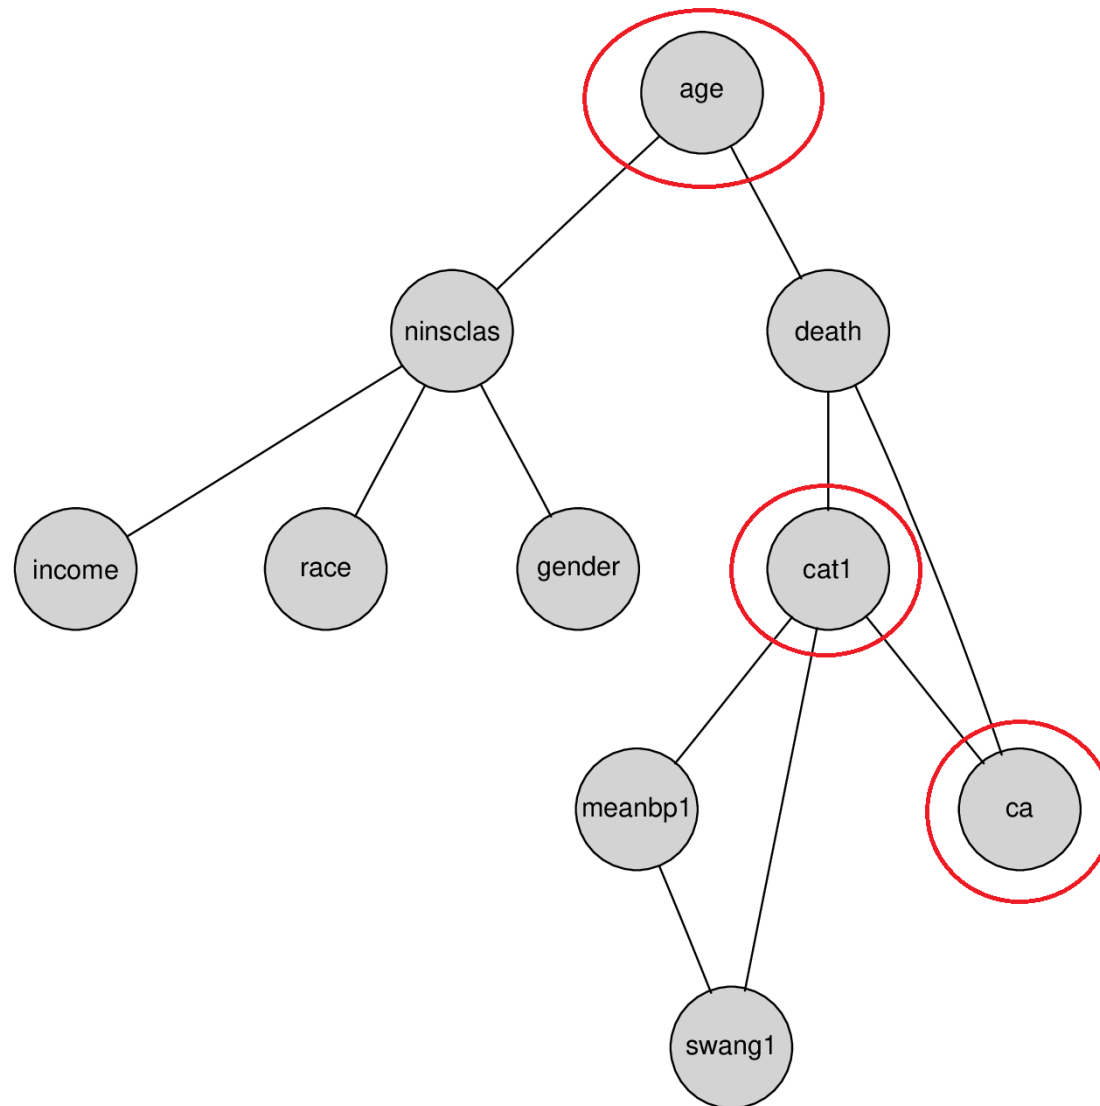 age
ninsclas
death
income
race
gender
cat1
meanbp1
ca
swang1